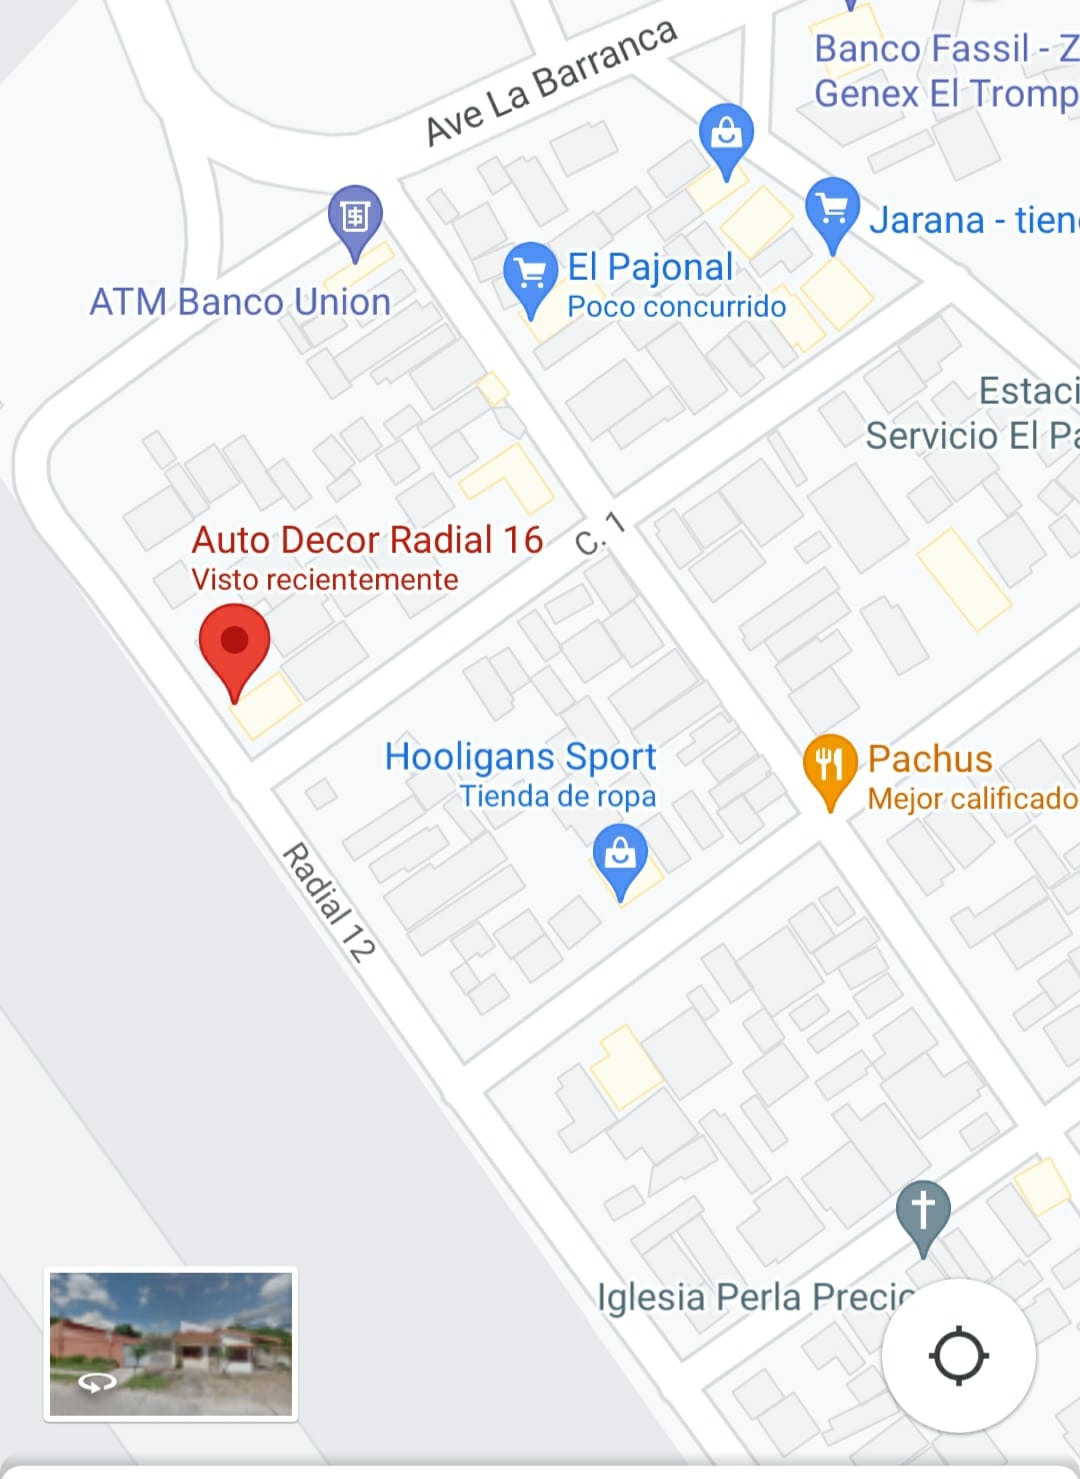 Ave La Barranca
Banco Fassil - Z
Genex El Tromp
Jarana - tien
El Pajonal
Poco concurrido
ATM Banco Union
Estaci
Servicio El Pa
C. 1
Auto Decor Radial 16
Visto recientemente
Hooligans Sport
Tienda de ropa
Pachus
Mejor calificado
Radial 12
Iglesia Perla Precio